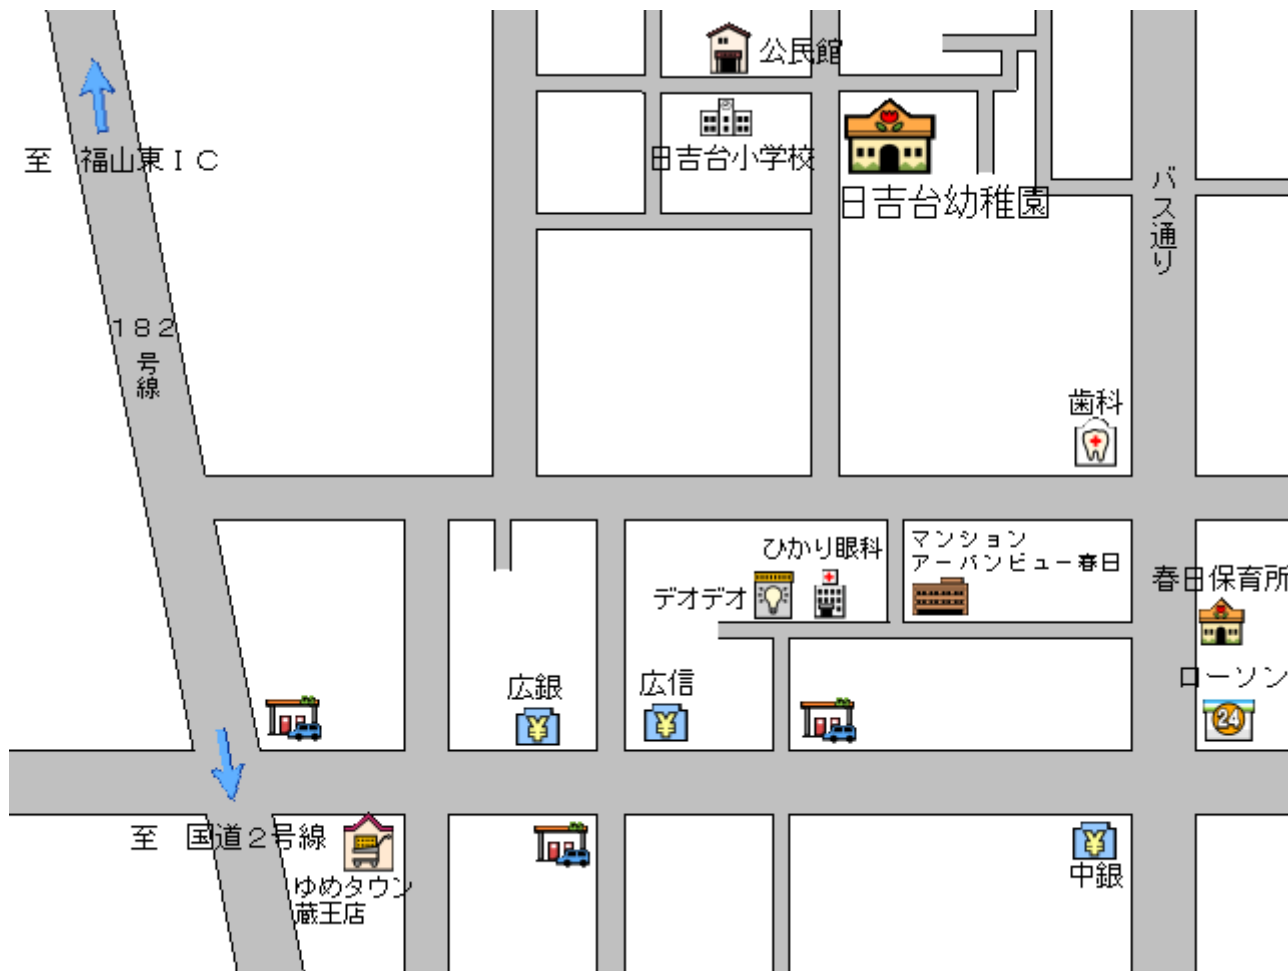 公民館
日吉台小学校
至　福山東ＩＣ
日吉台幼稚園
バス通り
１８２
号線
歯科
ひかり眼科
マンション
アーバンビュー春日
デオデオ
春日保育所
ローソン
24
広銀
広信
至　国道２号線
ゆめタウン
蔵王店
中銀